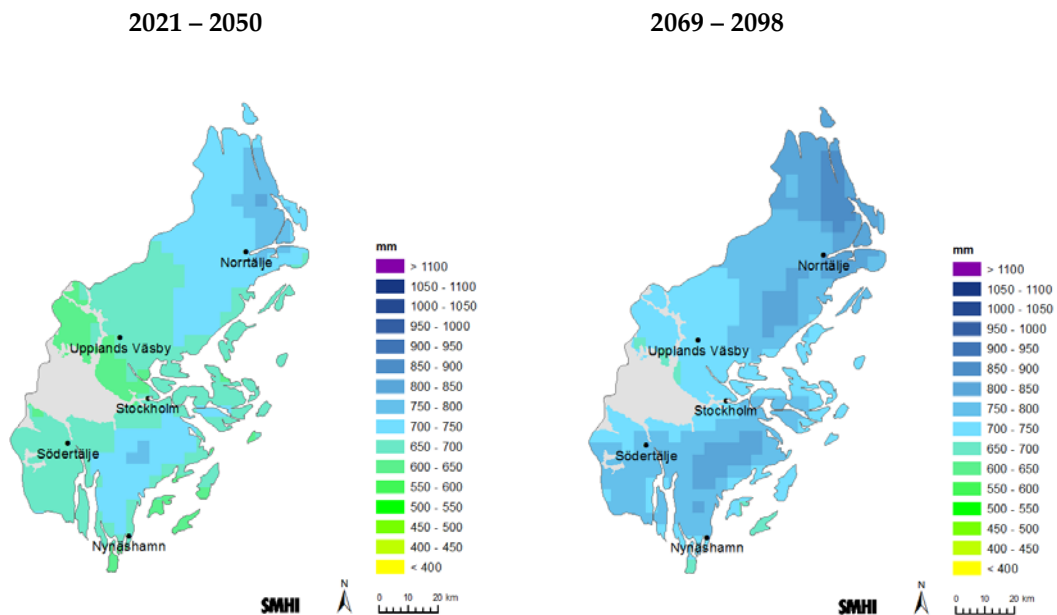 2021 – 2050
2069 – 2098
Norrtälje
Upplands Väsby
Stockholm
Södertälje
Nynäshamn
mm
> 1100
1050 - 1100
1000 - 1050
950 - 1000
900 - 950
850 - 900
800 - 850
750 - 800
700 - 750
650 - 700
600 - 650
550 - 600
500 - 550
450 - 500
400 - 450
< 400
SMHI
N
0 10 20 km
Norrtälje
Upplands Väsby
Stockholm
Södertälje
Nynäshamn
mm
> 1100
1050 - 1100
1000 - 1050
950 - 1000
900 - 950
850 - 900
800 - 850
750 - 800
700 - 750
650 - 700
600 - 650
550 - 600
500 - 550
450 - 500
400 - 450
< 400
SMHI
N
0 10 20 km